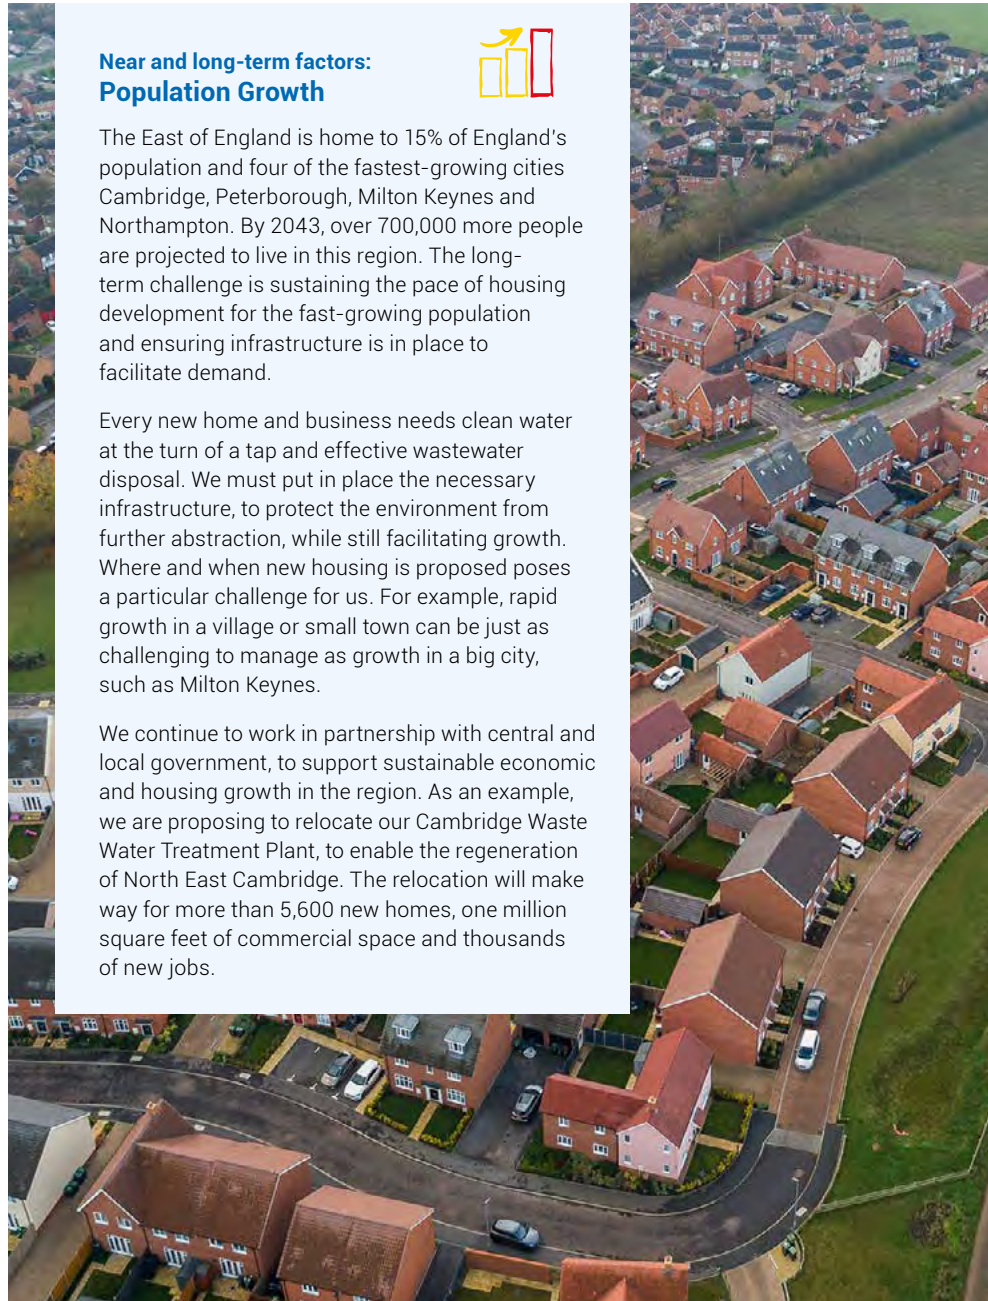 Near and long-term factors:
Population Growth
The East of England is home to 15% of England's
population and four of the fastest-growing cities
Cambridge, Peterborough, Milton Keynes and
Northampton. By 2043, over 700,000 more people
are projected to live in this region. The long-
term challenge is sustaining the pace of housing
development for the fast-growing population
and ensuring infrastructure is in place to
facilitate demand.
Every new home and business needs clean water
at the turn of a tap and effective wastewater
disposal. We must put in place the necessary
infrastructure, to protect the environment from
further abstraction, while still facilitating growth.
Where and when new housing is proposed poses
a particular challenge for us. For example, rapid
growth in a village or small town can be just as
challenging to manage as growth in a big city,
such as Milton Keynes.
We continue to work in partnership with central and
local government, to support sustainable economic
and housing growth in the region. As an example,
we are proposing to relocate our Cambridge Waste
Water Treatment Plant, to enable the regeneration
of North East Cambridge. The relocation will make
way for more than 5,600 new homes, one million
square feet of commercial space and thousands
of new jobs.